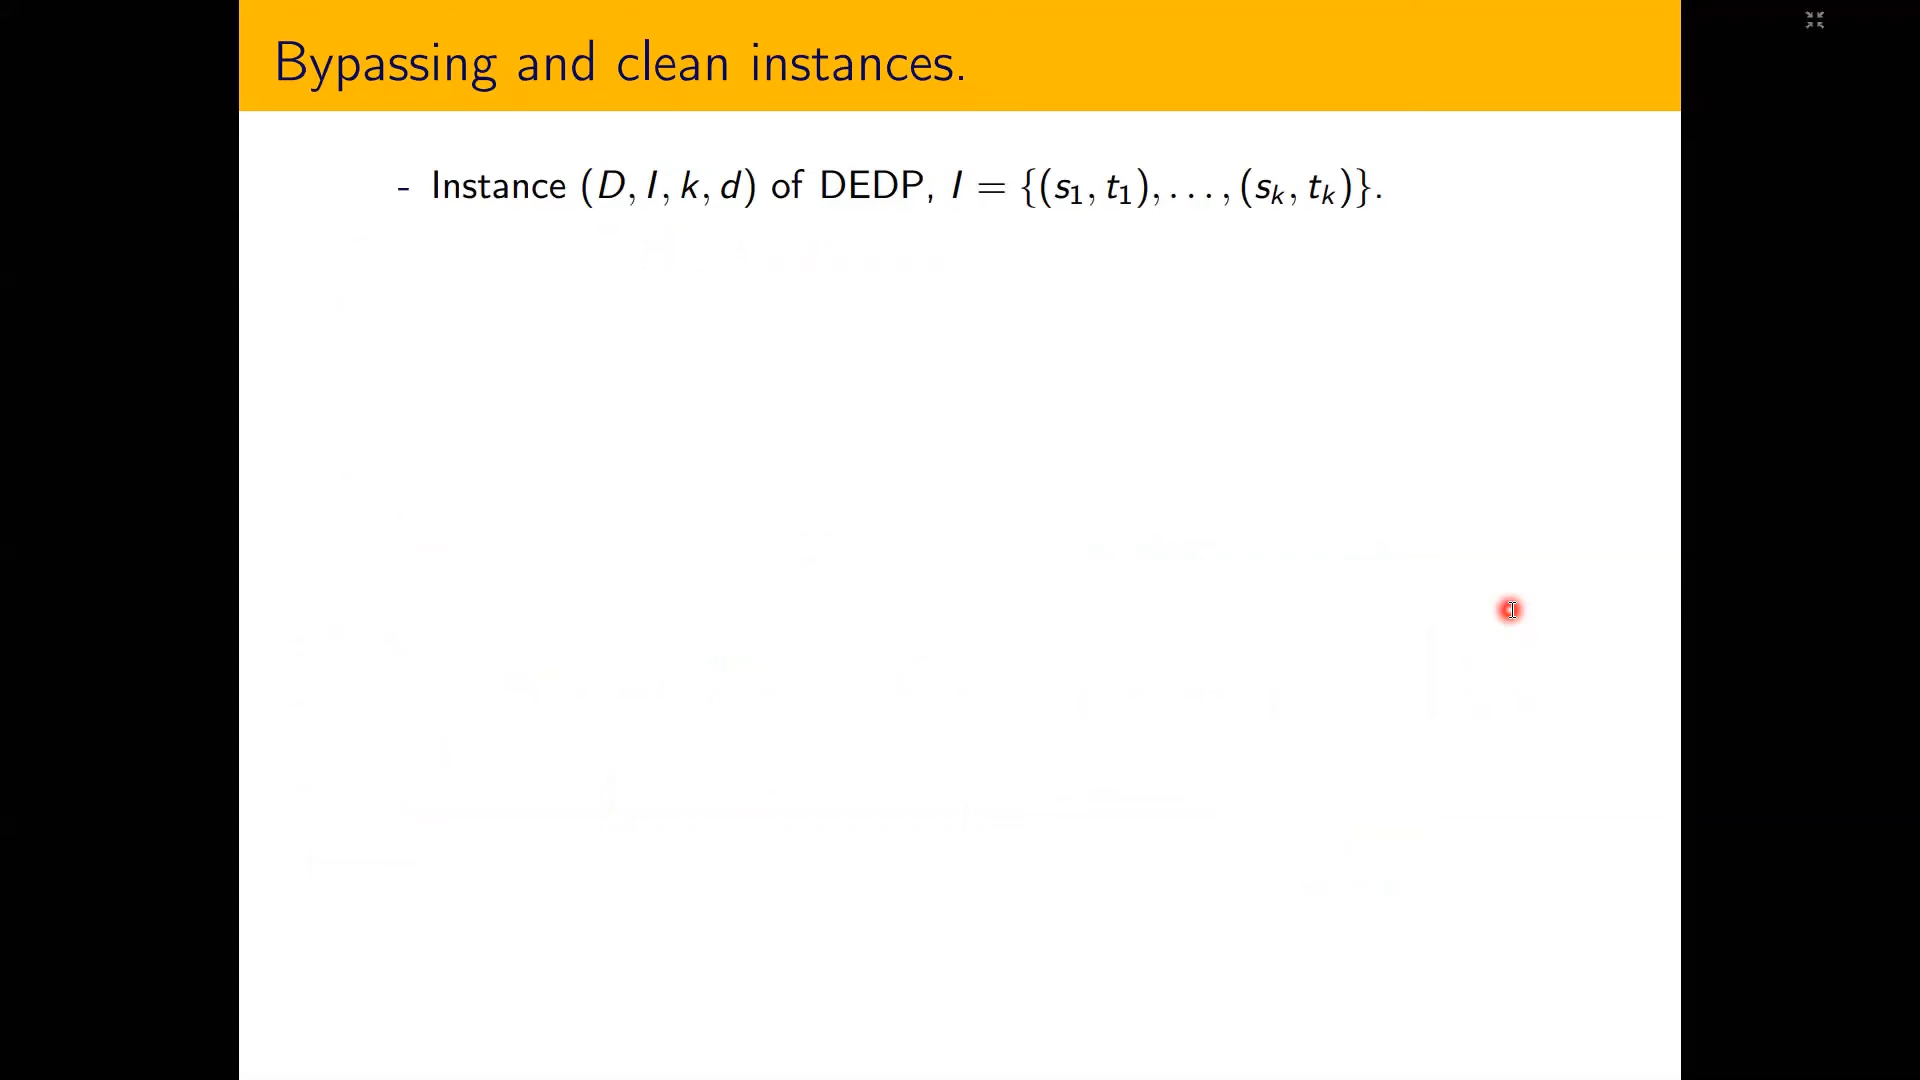 Bypassing and clean instances.
- Instance (D, I, k, d) of DEDP, I = {(s₁, t₁), . . . , (sₖ, tₖ)}.